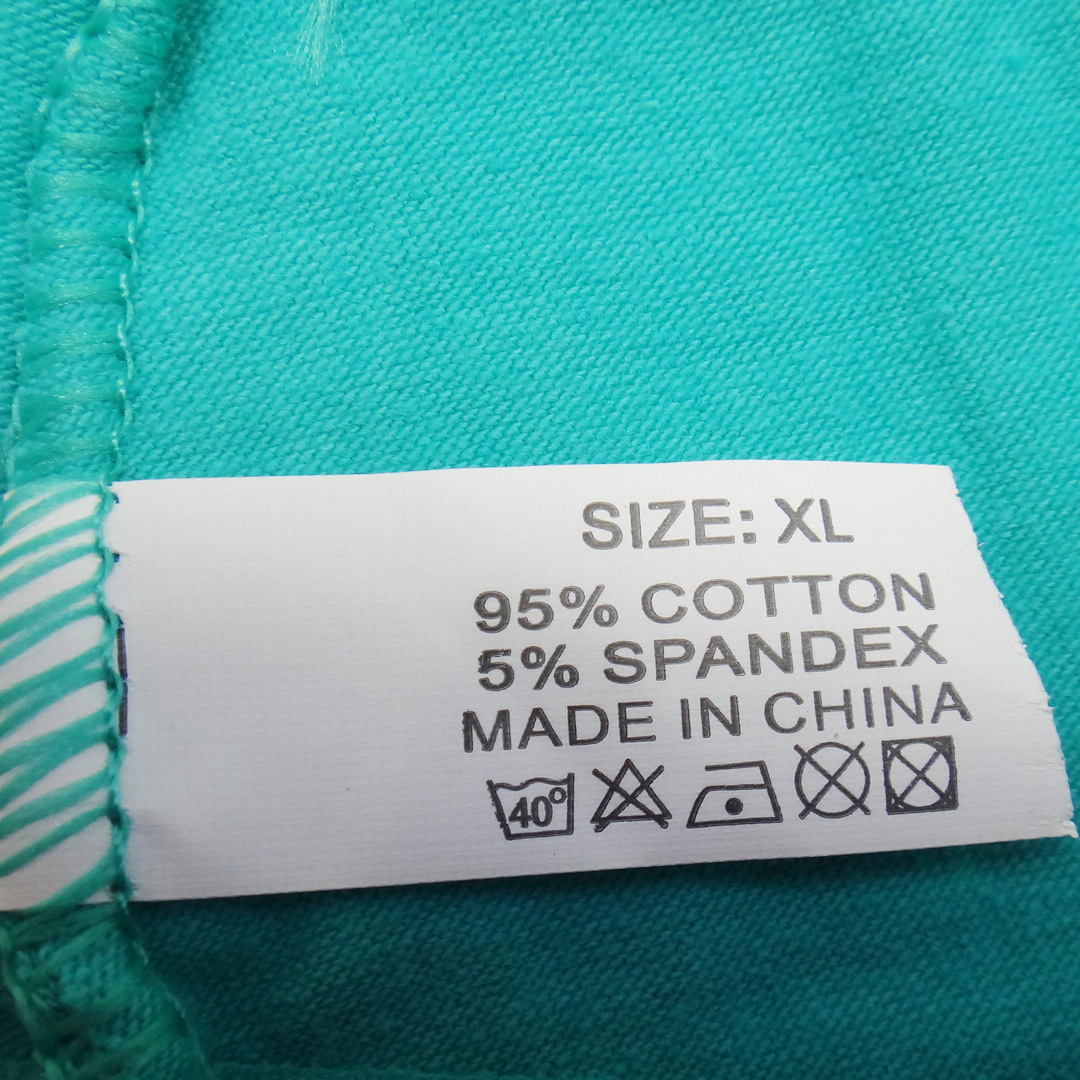 SIZE: XL
95% COTTON
5% SPANDEX
MADE IN CHINA
40°